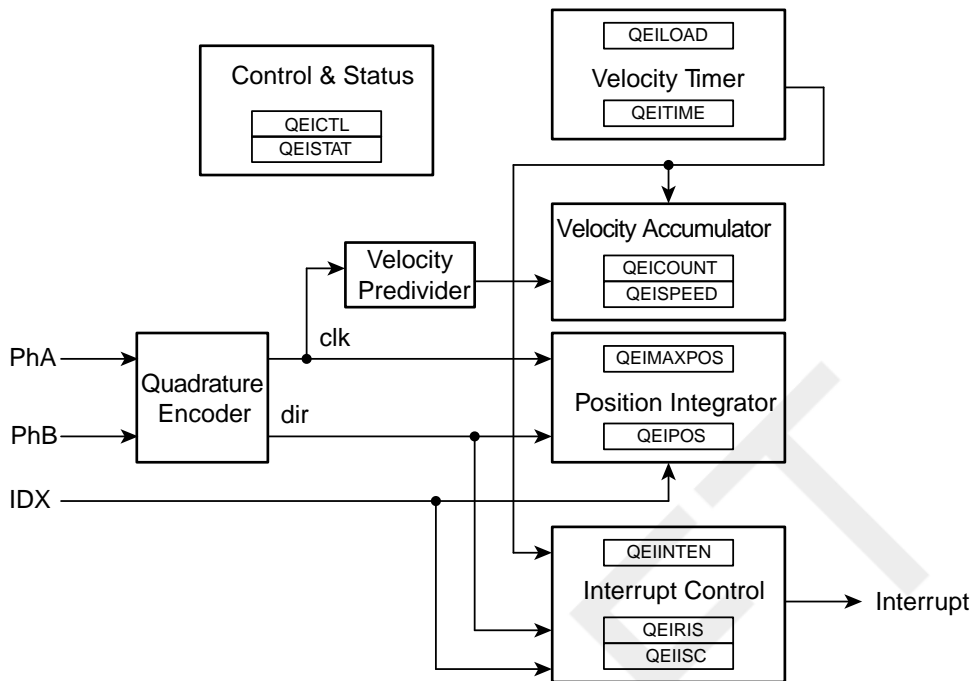 QEILOAD
Velocity Timer
QEITIME
Control & Status
QEICTL
QEISTAT
Velocity Accumulator
QEICOUNT
QEISPEED
Velocity
Predivider
clk
PhA
PhB
IDX
Quadrature
Encoder
dir
QEIMAXPOS
Position Integrator
QEIPOS
QEIINTEN
Interrupt Control
QEIRIS
QEIISC
Interrupt